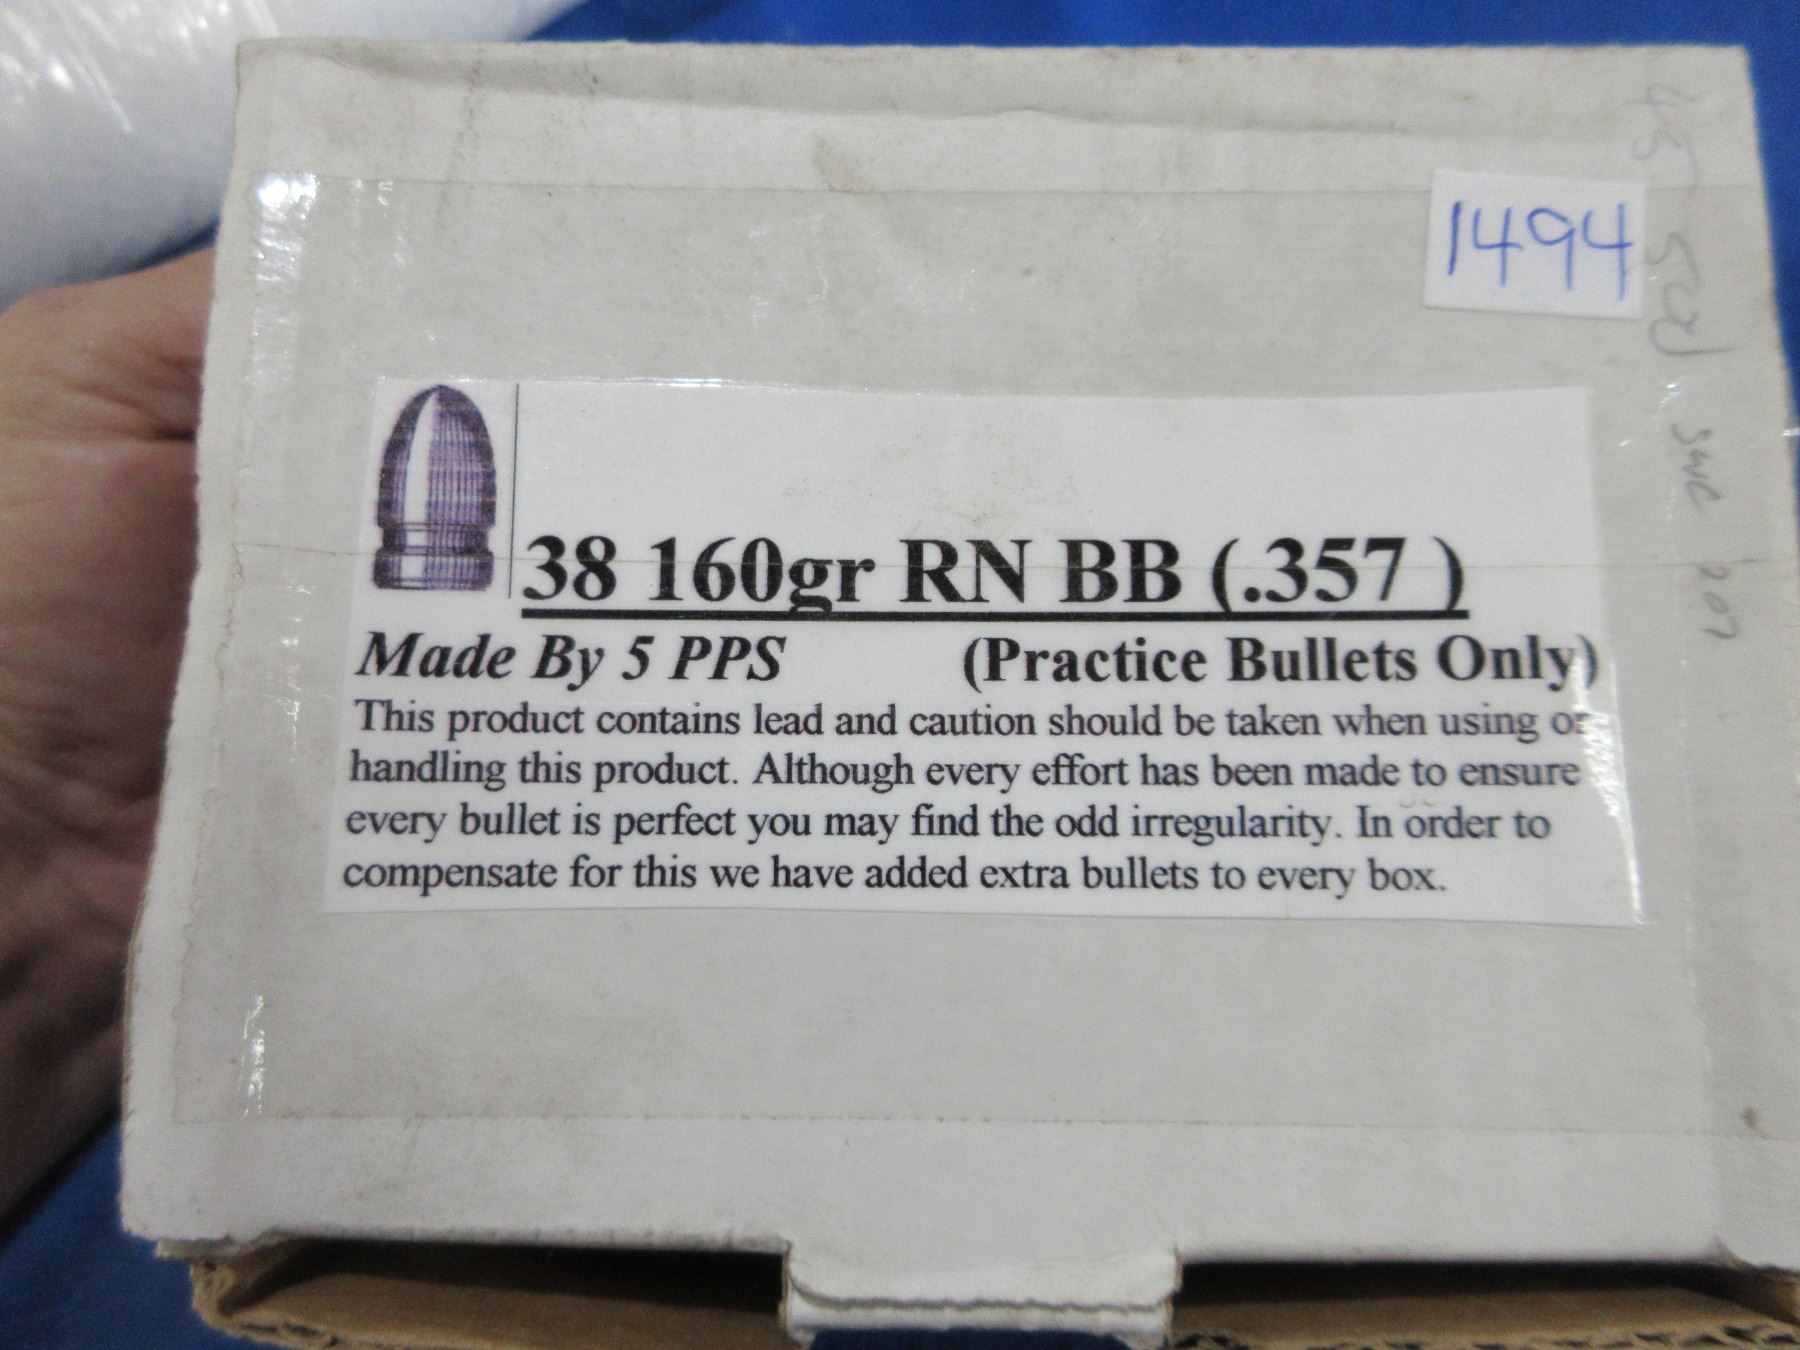 1494
38 160gr RN BB (.357 )
Made By 5 PPS (Practice Bullets Only)
This product contains lead and caution should be taken when using or
handling this product. Although every effort has been made to ensure
every bullet is perfect you may find the odd irregularity. In order to
compensate for this we have added extra bullets to every box.
45 swc